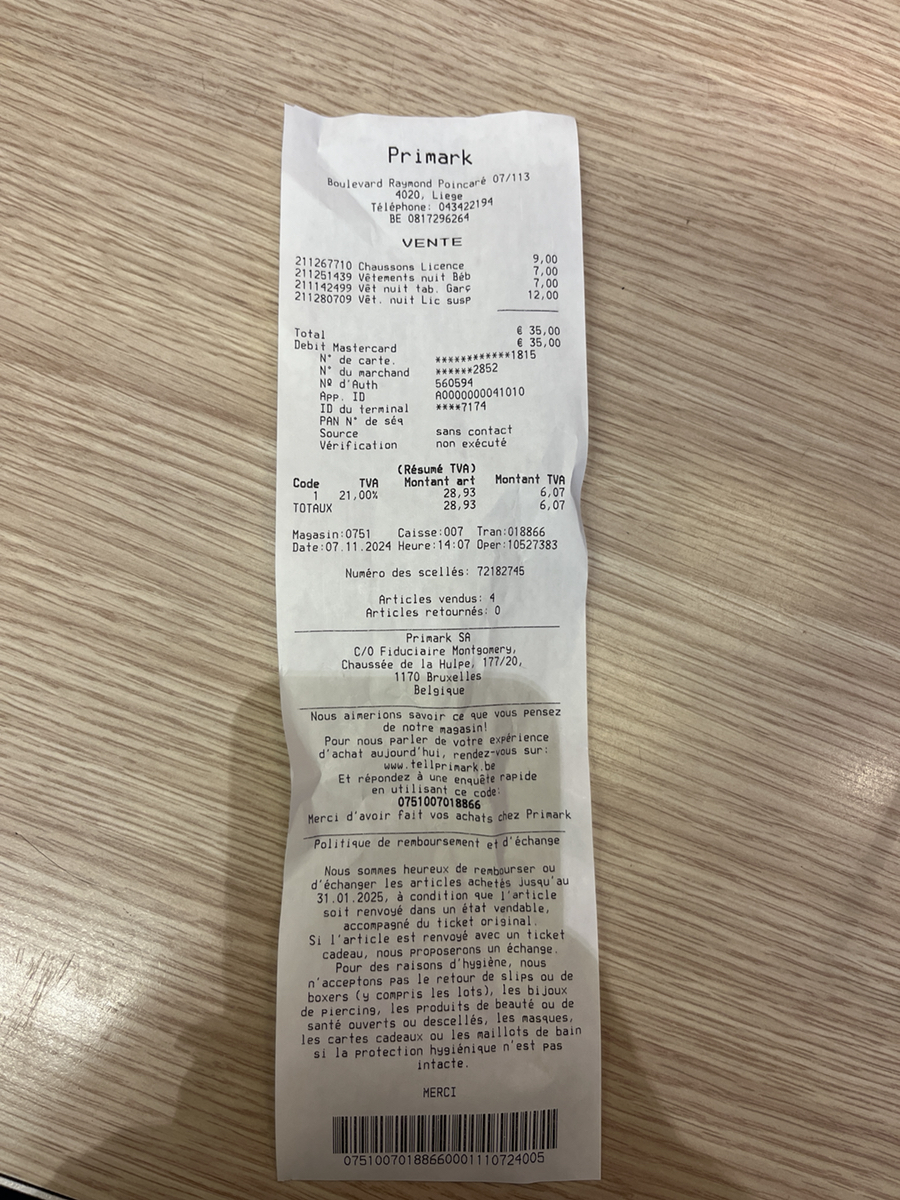 Primark
Boulevard Raymond Poincaré 07/113
4020, Liege
Téléphone: 043422194
BE 0817296264
VENTE
211267710 Chaussons Licence 9,00
211251439 Vêtements nuit Béb 7,00
211142499 Vêt nuit tab. Garç 7,00
211280709 Vêt. nuit Lic susp 12,00
Total € 35,00
Debit Mastercard € 35,00
N° de carte. ************1815
N° du marchand ******2852
Nº d'Auth 560594
App. ID A0000000041010
ID du terminal ****7174
PAN N° de séq
Source sans contact
Vérification non exécuté
(Résumé TVA)
Code TVA Montant art Montant TVA
1 21,00% 28,93 6,07
TOTAUX 28,93 6,07
Magasin:0751 Caisse:007 Tran:018866
Date:07.11.2024 Heure:14:07 Oper:10527383
Numéro des scellés: 72182745
Articles vendus: 4
Articles retournés: 0
Primark SA
C/O Fiduciaire Montgomery,
Chaussée de la Hulpe, 177/20,
1170 Bruxelles
Belgique
Nous aimerions savoir ce que vous pensez
de notre magasin!
Pour nous parler de votre expérience
d'achat aujourd'hui, rendez-vous sur:
www.tellprimark.be
Et répondez à une enquête rapide
en utilisant ce code:
0751007018866
Merci d'avoir fait vos achats chez Primark
Politique de remboursement et d'échange
Nous sommes heureux de rembourser ou
d'échanger les articles achetés jusqu'au
31.01.2025, à condition que l'article
soit renvoyé dans un état vendable,
accompagné du ticket original.
Si l'article est renvoyé avec un ticket
cadeau, nous proposerons un échange.
Pour des raisons d'hygiène, nous
n'acceptons pas le retour de slips ou de
boxers (y compris les lots), les bijoux
de piercing, les produits de beauté ou de
santé ouverts ou descellés, les masques,
les cartes cadeaux ou les maillots de bain
si la protection hygiénique n'est pas
intacte.
MERCI
07510070188660001110724005